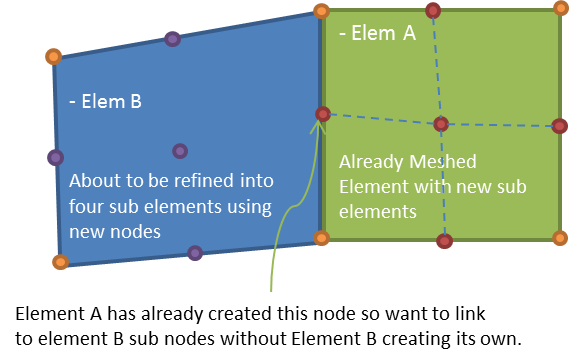 - Elem A
- Elem B
Already Meshed
Element with new sub
elements
About to be refined into
four sub elements using
new nodes
Element A has already created this node so want to link
to element B sub nodes without Element B creating its own.